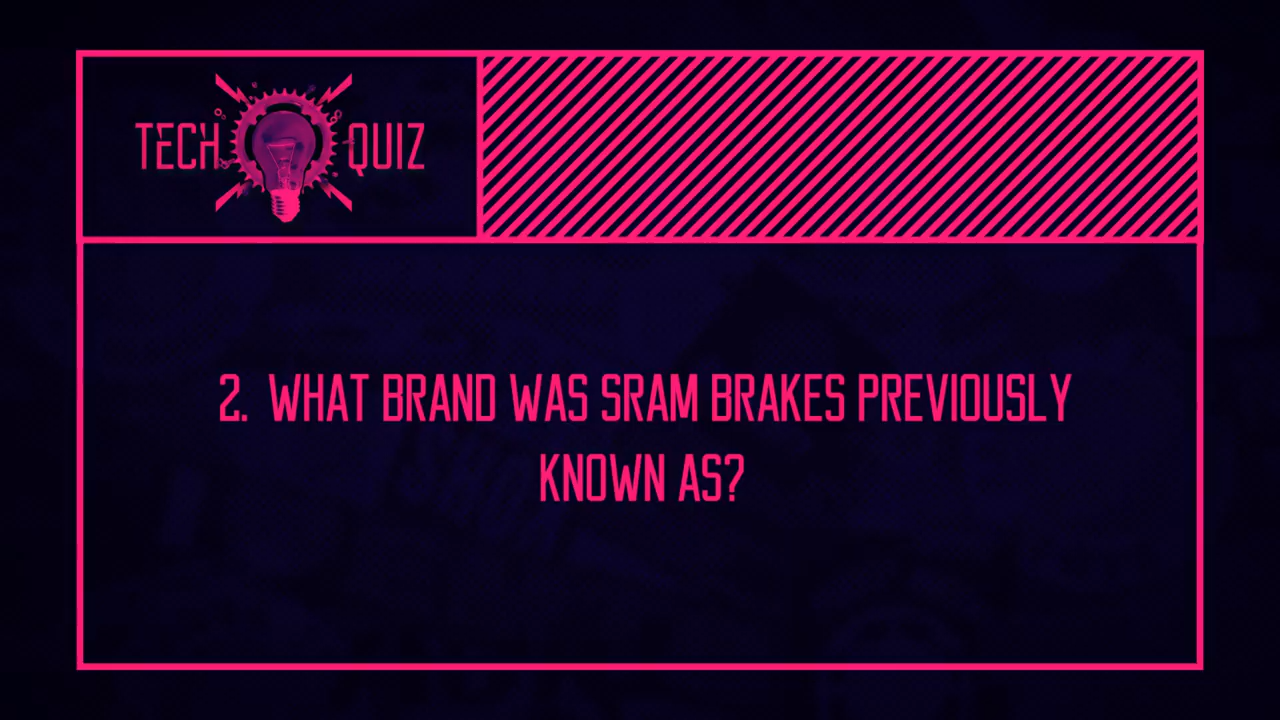 TECH QUIZ
2. WHAT BRAND WAS SRAM BRAKES PREVIOUSLY
KNOWN AS?